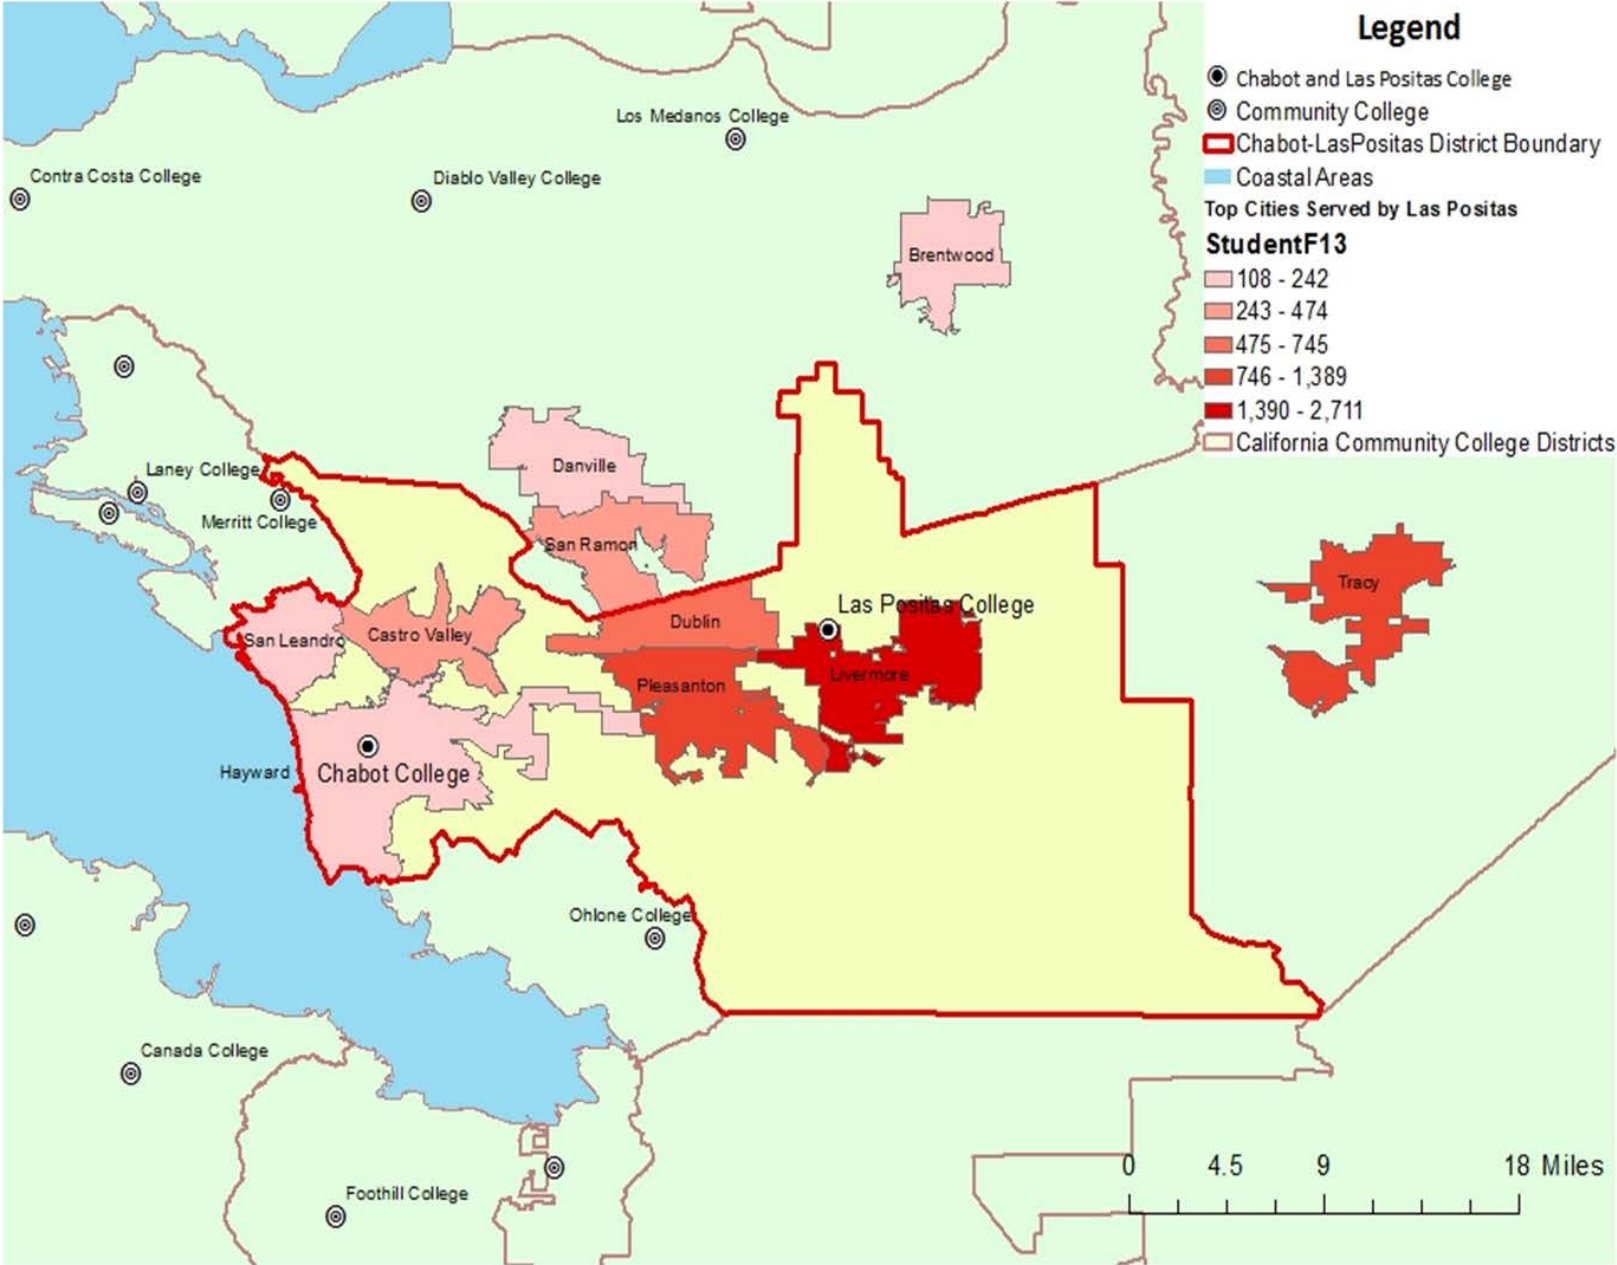 Legend
Chabot and Las Positas College
Community College
Chabot-LasPositas District Boundary
Coastal Areas
Top Cities Served by Las Positas
StudentF13
108 - 242
243 - 474
475 - 745
746 - 1,389
1,390 - 2,711
California Community College Districts
Los Medanos College
Contra Costa College
Diablo Valley College
Brentwood
Danville
Laney College
Merritt College
San Ramon
Tracy
Las Positas College
Dublin
San Leandro
Castro Valley
Livermore
Pleasanton
Hayward
Chabot College
Ohlone College
Canada College
Foothill College
0 4.5 9 18 Miles